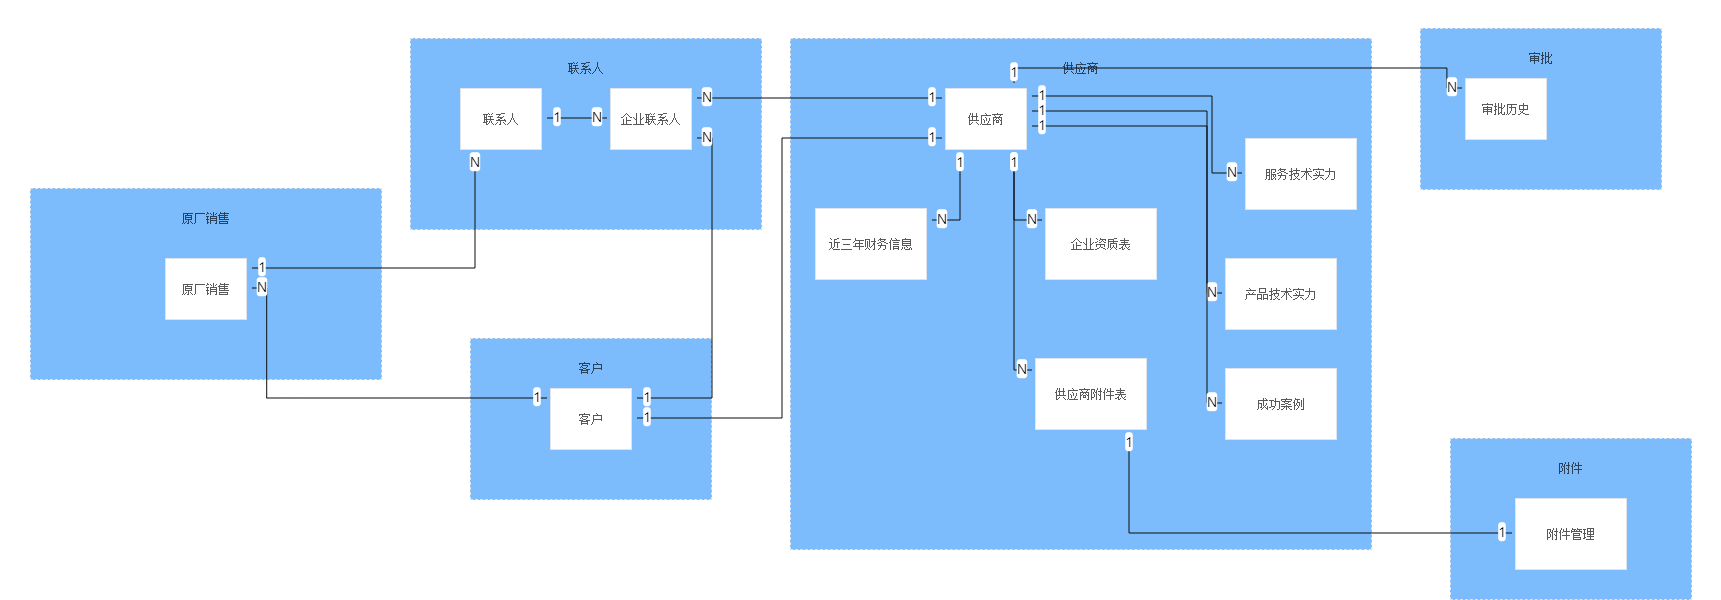 联系人
联系人
1
N
企业联系人
N
N
N
原厂销售
原厂销售
1
N
客户
客户
1
1
1
供应商
供应商
1
1
1
1
1
1
1
1
近三年财务信息
N
企业资质表
N
供应商附件表
N
1
服务技术实力
N
产品技术实力
N
成功案例
N
审批
审批历史
N
附件
附件管理
1